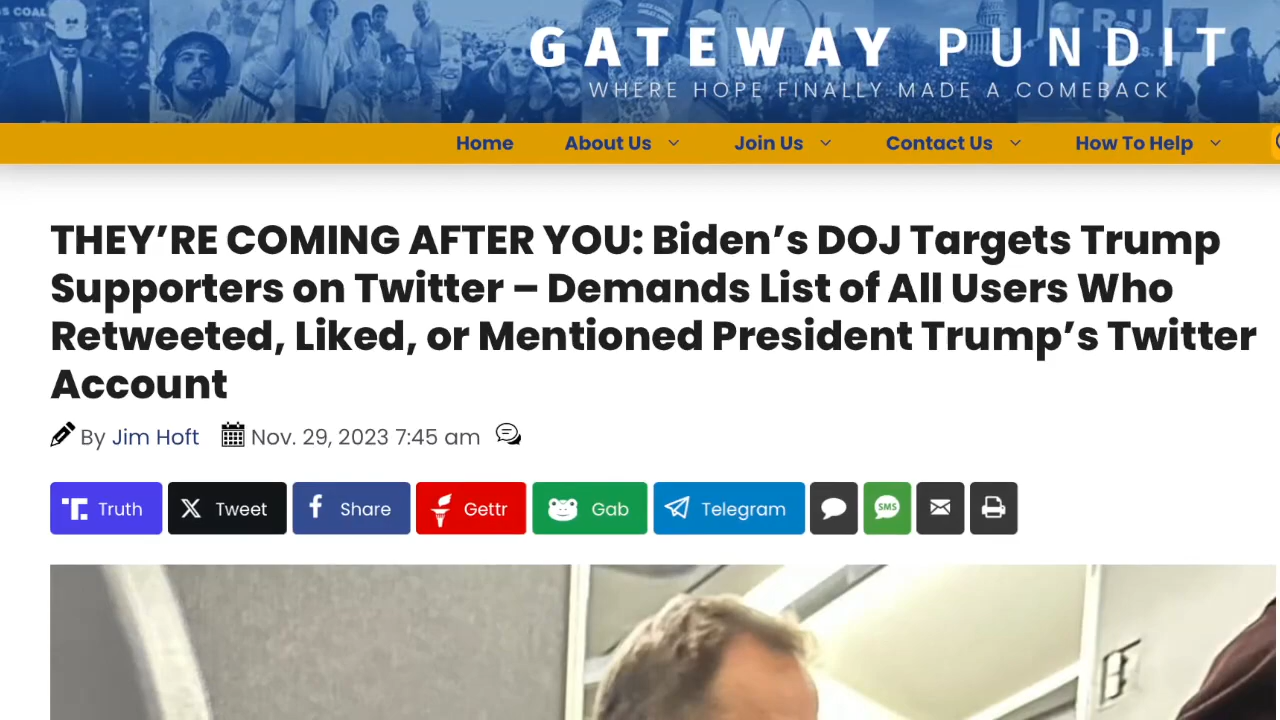 GATEWAY PUNDIT
WHERE HOPE FINALLY MADE A COMEBACK
Home About Us Join Us Contact Us How To Help
THEY’RE COMING AFTER YOU: Biden’s DOJ Targets Trump
Supporters on Twitter – Demands List of All Users Who
Retweeted, Liked, or Mentioned President Trump’s Twitter
Account
By Jim Hoft Nov. 29, 2023 7:45 am
Truth Tweet Share Gettr Gab Telegram SMS